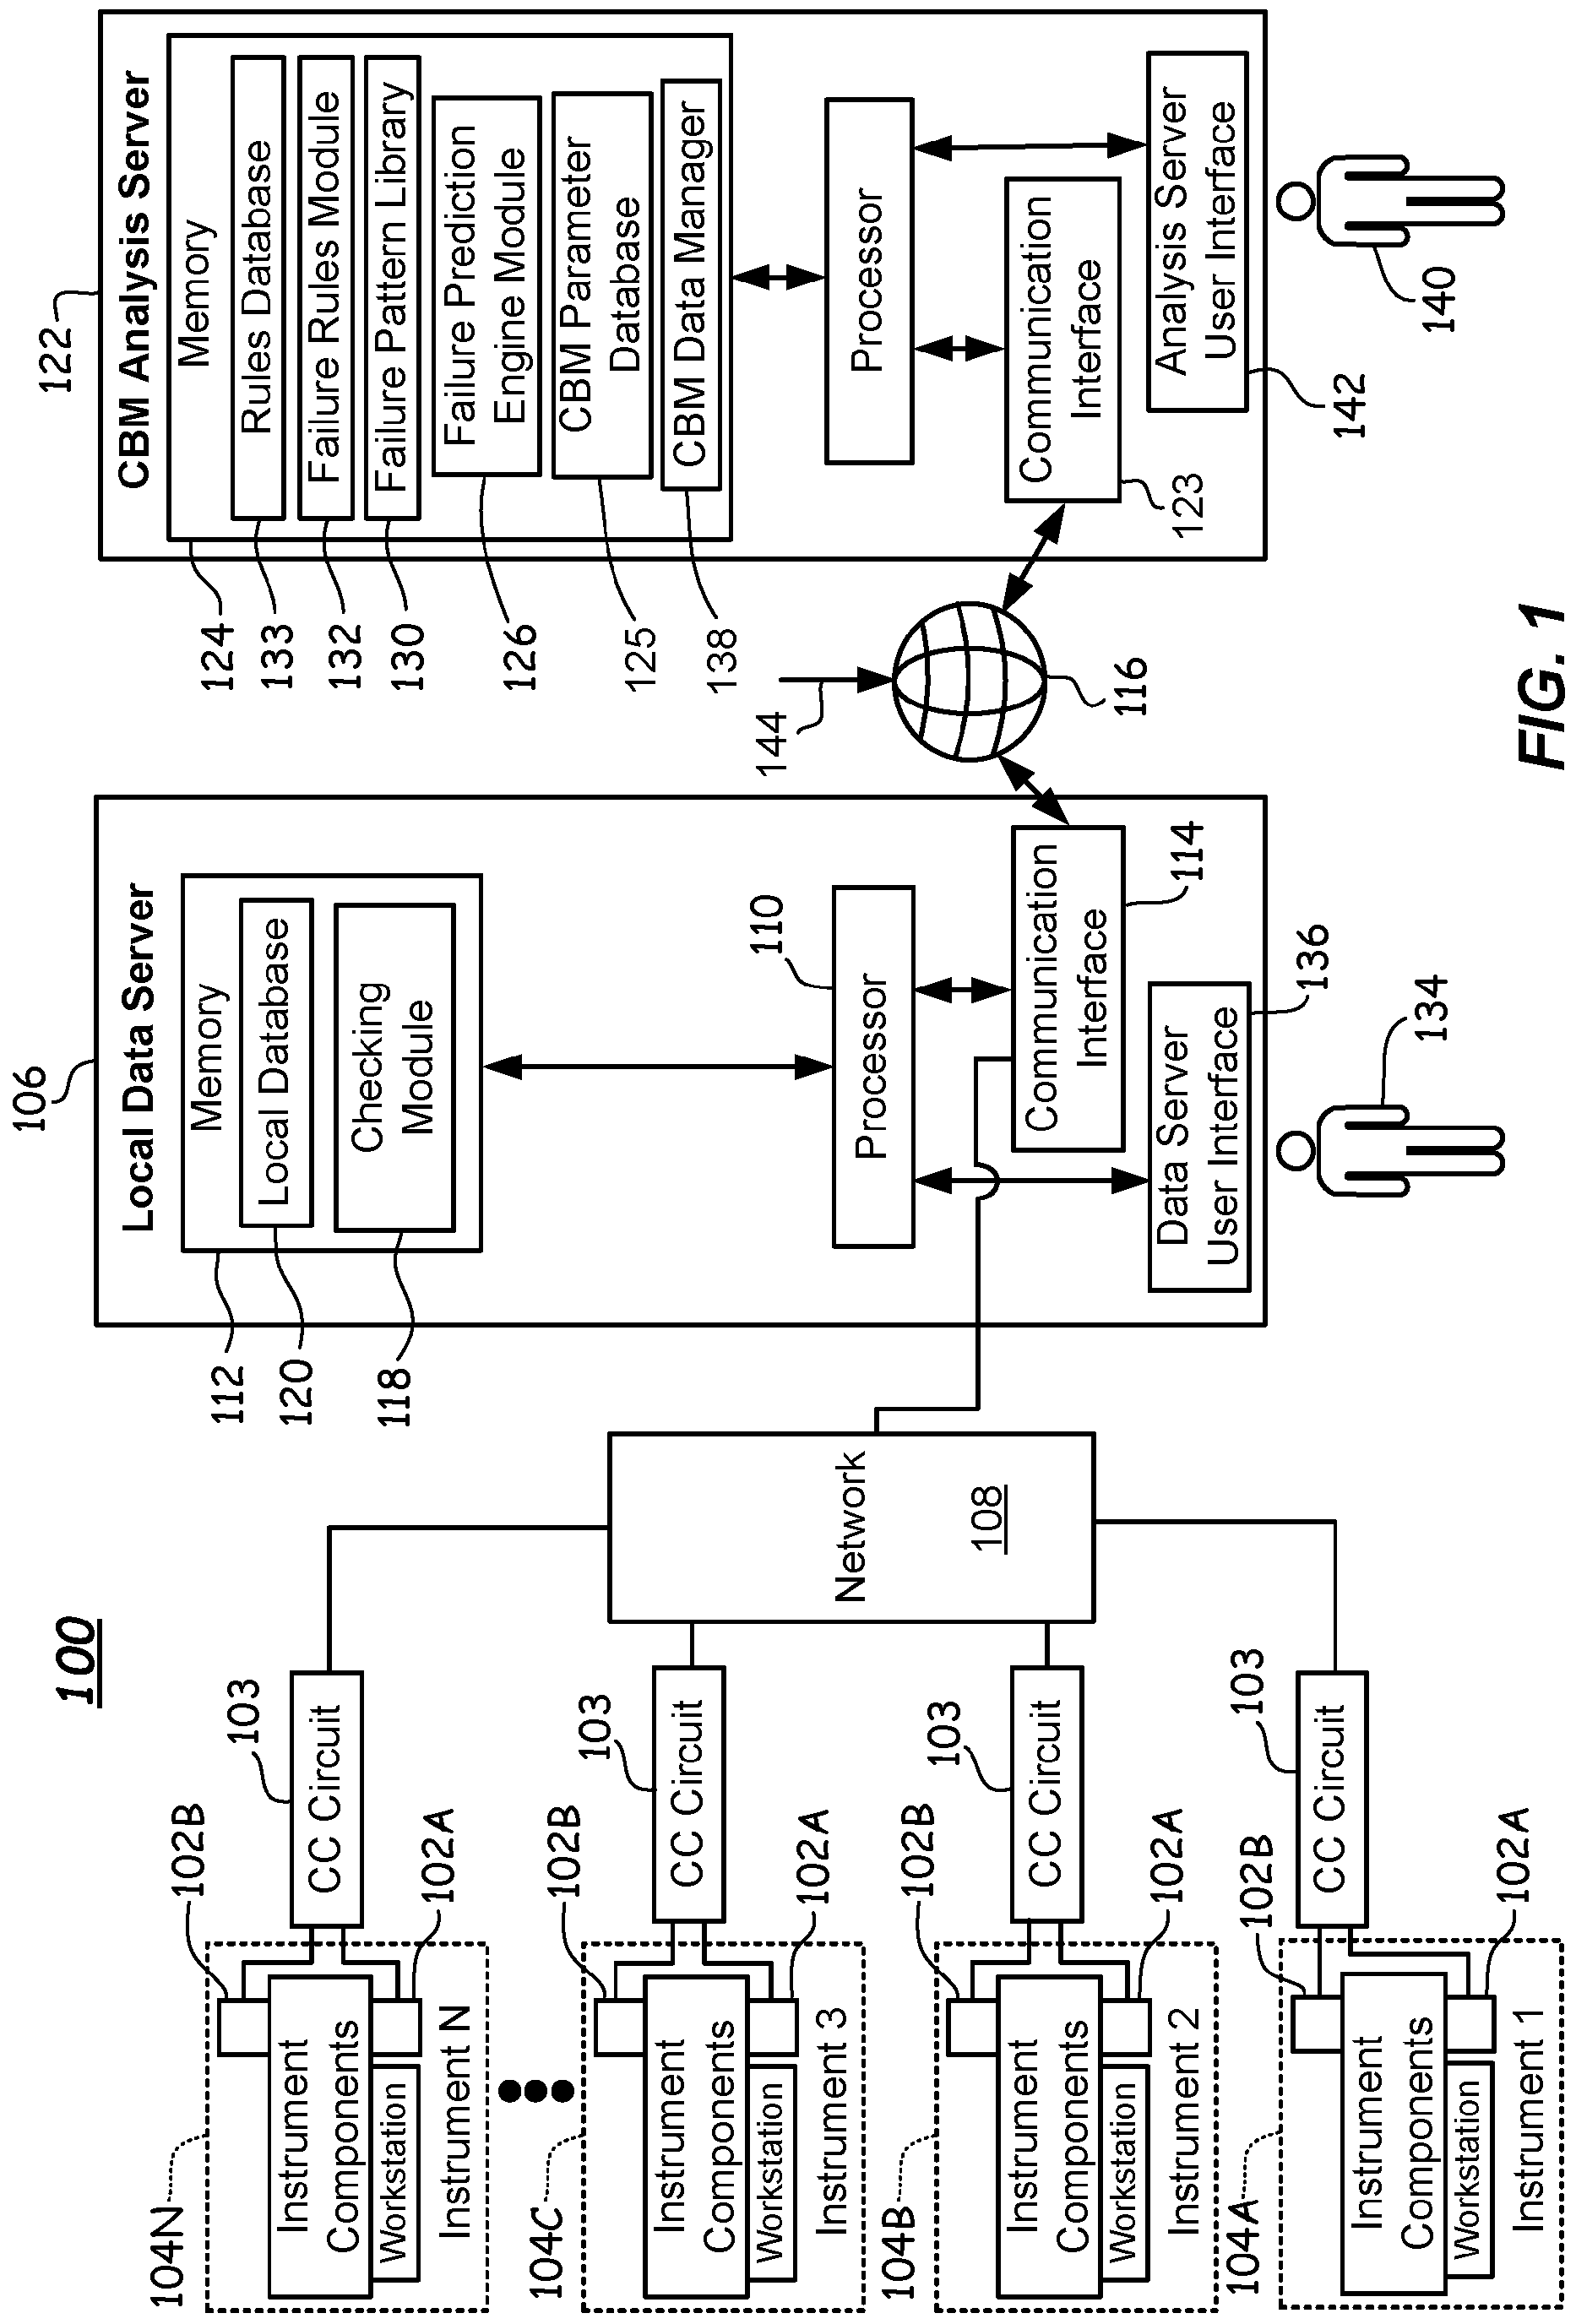 100
104N
102B
103
Instrument
Components
CC Circuit
Workstation
102A
Instrument N
104C
102B
103
Instrument
Components
CC Circuit
Workstation
102A
Instrument 3
104B
102B
103
Instrument
Components
CC Circuit
Workstation
102A
Instrument 2
104A
102B
103
Instrument
Components
CC Circuit
Workstation
102A
Instrument 1
Network
108
106
Local Data Server
Memory
Local Database
Checking
Module
112
120
118
110
Processor
Communication
Interface
114
Data Server
User Interface
136
134
144
116
122
CBM Analysis Server
Memory
Rules Database
Failure Rules Module
Failure Pattern Library
Failure Prediction
Engine Module
CBM Parameter
Database
CBM Data Manager
124
133
132
130
126
125
138
Processor
Communication
Interface
123
Analysis Server
User Interface
142
140
FIG. 1